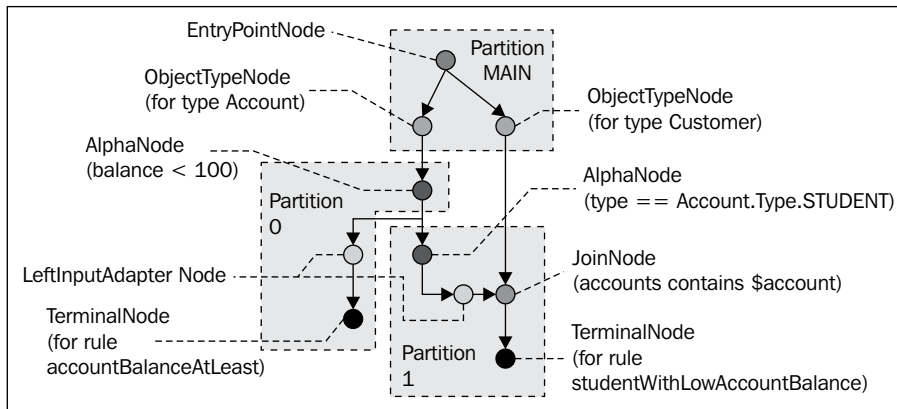 EntryPointNode
Partition
MAIN
ObjectTypeNode
(for type Account)
ObjectTypeNode
(for type Customer)
AlphaNode
(balance < 100)
Partition
0
AlphaNode
(type == Account.Type.STUDENT)
LeftInputAdapter Node
JoinNode
(accounts contains $account)
TerminalNode
(for rule
accountBalanceAtLeast)
Partition
1
TerminalNode
(for rule
studentWithLowAccountBalance)